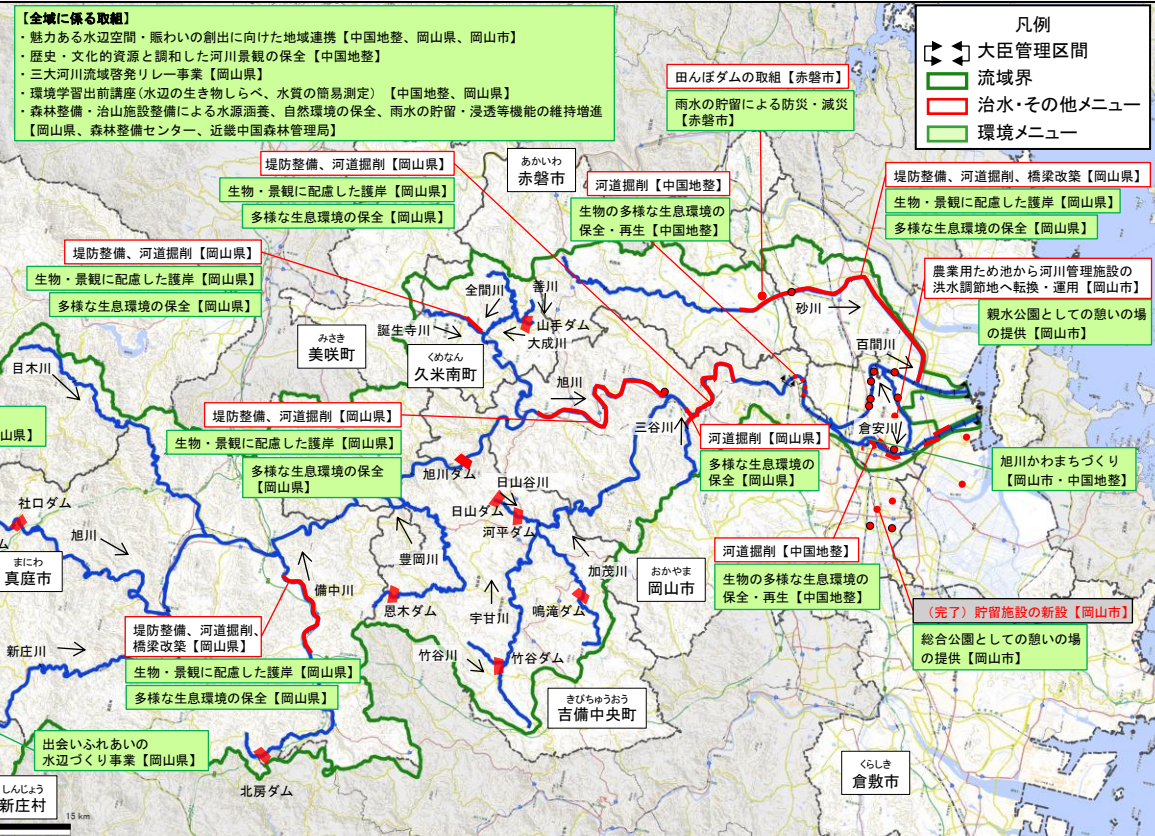 【全域に係る取組】
・魅力ある水辺空間・賑わいの創出に向けた地域連携【中国地整、岡山県、岡山市】
・歴史・文化的資源と調和した河川景観の保全【中国地整】
・三大河川流域啓発リレー事業【岡山県】
・環境学習出前講座(水辺の生き物しらべ、水質の簡易測定)【中国地整、岡山県】
・森林整備・治山施設整備による水源涵養、自然環境の保全、雨水の貯留・浸透等機能の維持増進
【岡山県、森林整備センター、近畿中国森林管理局】
凡例
大臣管理区間
流域界
治水・その他メニュー
環境メニュー
田んぼダムの取組【赤磐市】
雨水の貯留による防災・減災
【赤磐市】
堤防整備、河道掘削【岡山県】
生物・景観に配慮した護岸【岡山県】
多様な生息環境の保全【岡山県】
あかいわ
赤磐市
河道掘削【中国地整】
生物の多様な生息環境の
保全・再生【中国地整】
堤防整備、河道掘削、橋梁改築【岡山県】
生物・景観に配慮した護岸【岡山県】
多様な生息環境の保全【岡山県】
堤防整備、河道掘削【岡山県】
生物・景観に配慮した護岸【岡山県】
多様な生息環境の保全【岡山県】
農業用ため池から河川管理施設の
洪水調節地へ転換・運用【岡山市】
親水公園としての憩いの場
の提供【岡山市】
全間川
善川
誕生寺川
山手ダム
大成川
砂川
百間川
みさき
美咲町
くめなん
久米南町
目木川
旭川
堤防整備、河道掘削【岡山県】
生物・景観に配慮した護岸【岡山県】
多様な生息環境の保全
【岡山県】
山県】
三谷川
河道掘削【岡山県】
多様な生息環境の
保全【岡山県】
倉安川
旭川かわまちづくり
【岡山市・中国地整】
旭川ダム
日山谷川
日山ダム
河平ダム
社口ダム
ム
旭川
まにわ
真庭市
豊岡川
備中川
恩木ダム
宇甘川
加茂川
鳴滝ダム
おかやま
岡山市
河道掘削【中国地整】
生物の多様な生息環境の
保全・再生【中国地整】
(完了)貯留施設の新設【岡山市】
総合公園としての憩いの場
の提供【岡山市】
堤防整備、河道掘削、
橋梁改築【岡山県】
生物・景観に配慮した護岸【岡山県】
多様な生息環境の保全【岡山県】
新庄川
竹谷川
竹谷ダム
きびちゅうおう
吉備中央町
出会いふれあいの
水辺づくり事業【岡山県】
北房ダム
くらしき
倉敷市
しんじょう
新庄村
15 km